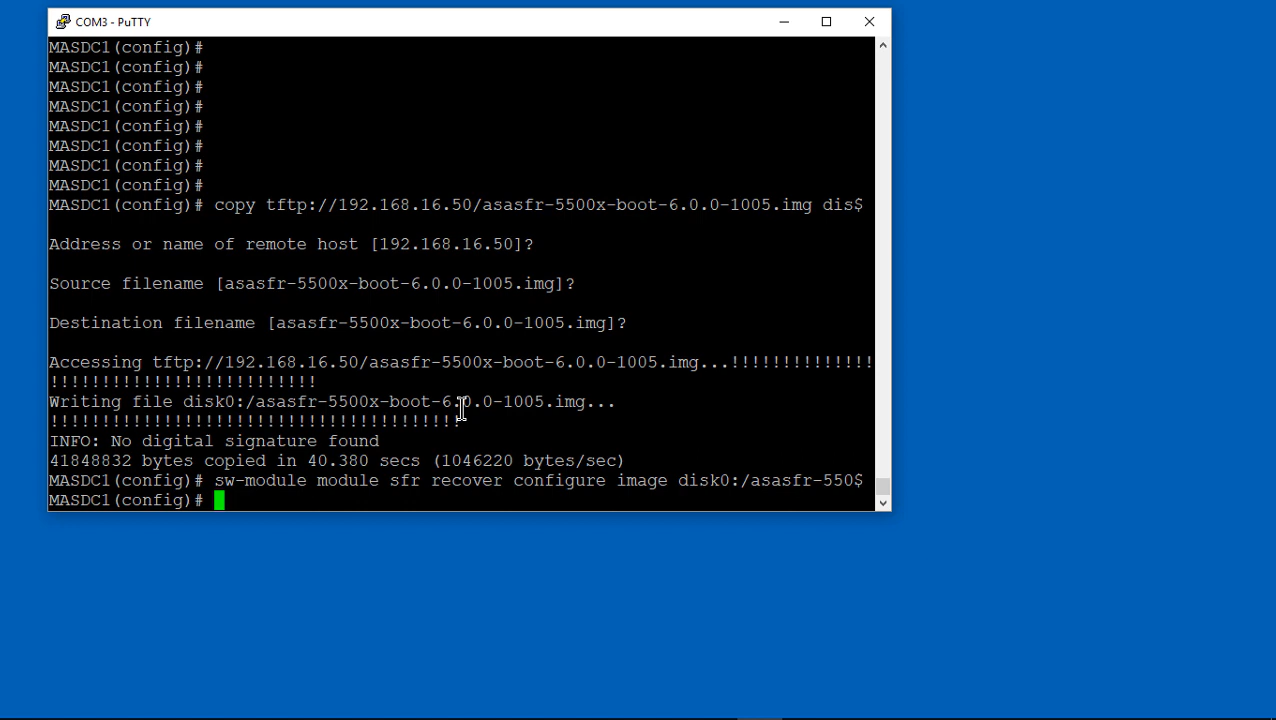 COM3 - PuTTY
MASDC1(config)#
MASDC1(config)#
MASDC1(config)#
MASDC1(config)#
MASDC1(config)#
MASDC1(config)#
MASDC1(config)#
MASDC1(config)#
MASDC1(config)# copy tftp://192.168.16.50/asasfr-5500x-boot-6.0.0-1005.img dis$
Address or name of remote host [192.168.16.50]?
Source filename [asasfr-5500x-boot-6.0.0-1005.img]?
Destination filename [asasfr-5500x-boot-6.0.0-1005.img]?
Accessing tftp://192.168.16.50/asasfr-5500x-boot-6.0.0-1005.img...!!!!!!!!!!!!!!
!!!!!!!!!!!!!!!!!!!!!!!!!!
Writing file disk0:/asasfr-5500x-boot-6.0.0-1005.img...
!!!!!!!!!!!!!!!!!!!!!!!!!!!!!!!!!!!!!!!!
INFO: No digital signature found
41848832 bytes copied in 40.380 secs (1046220 bytes/sec)
MASDC1(config)# sw-module module sfr recover configure image disk0:/asasfr-550$
MASDC1(config)#